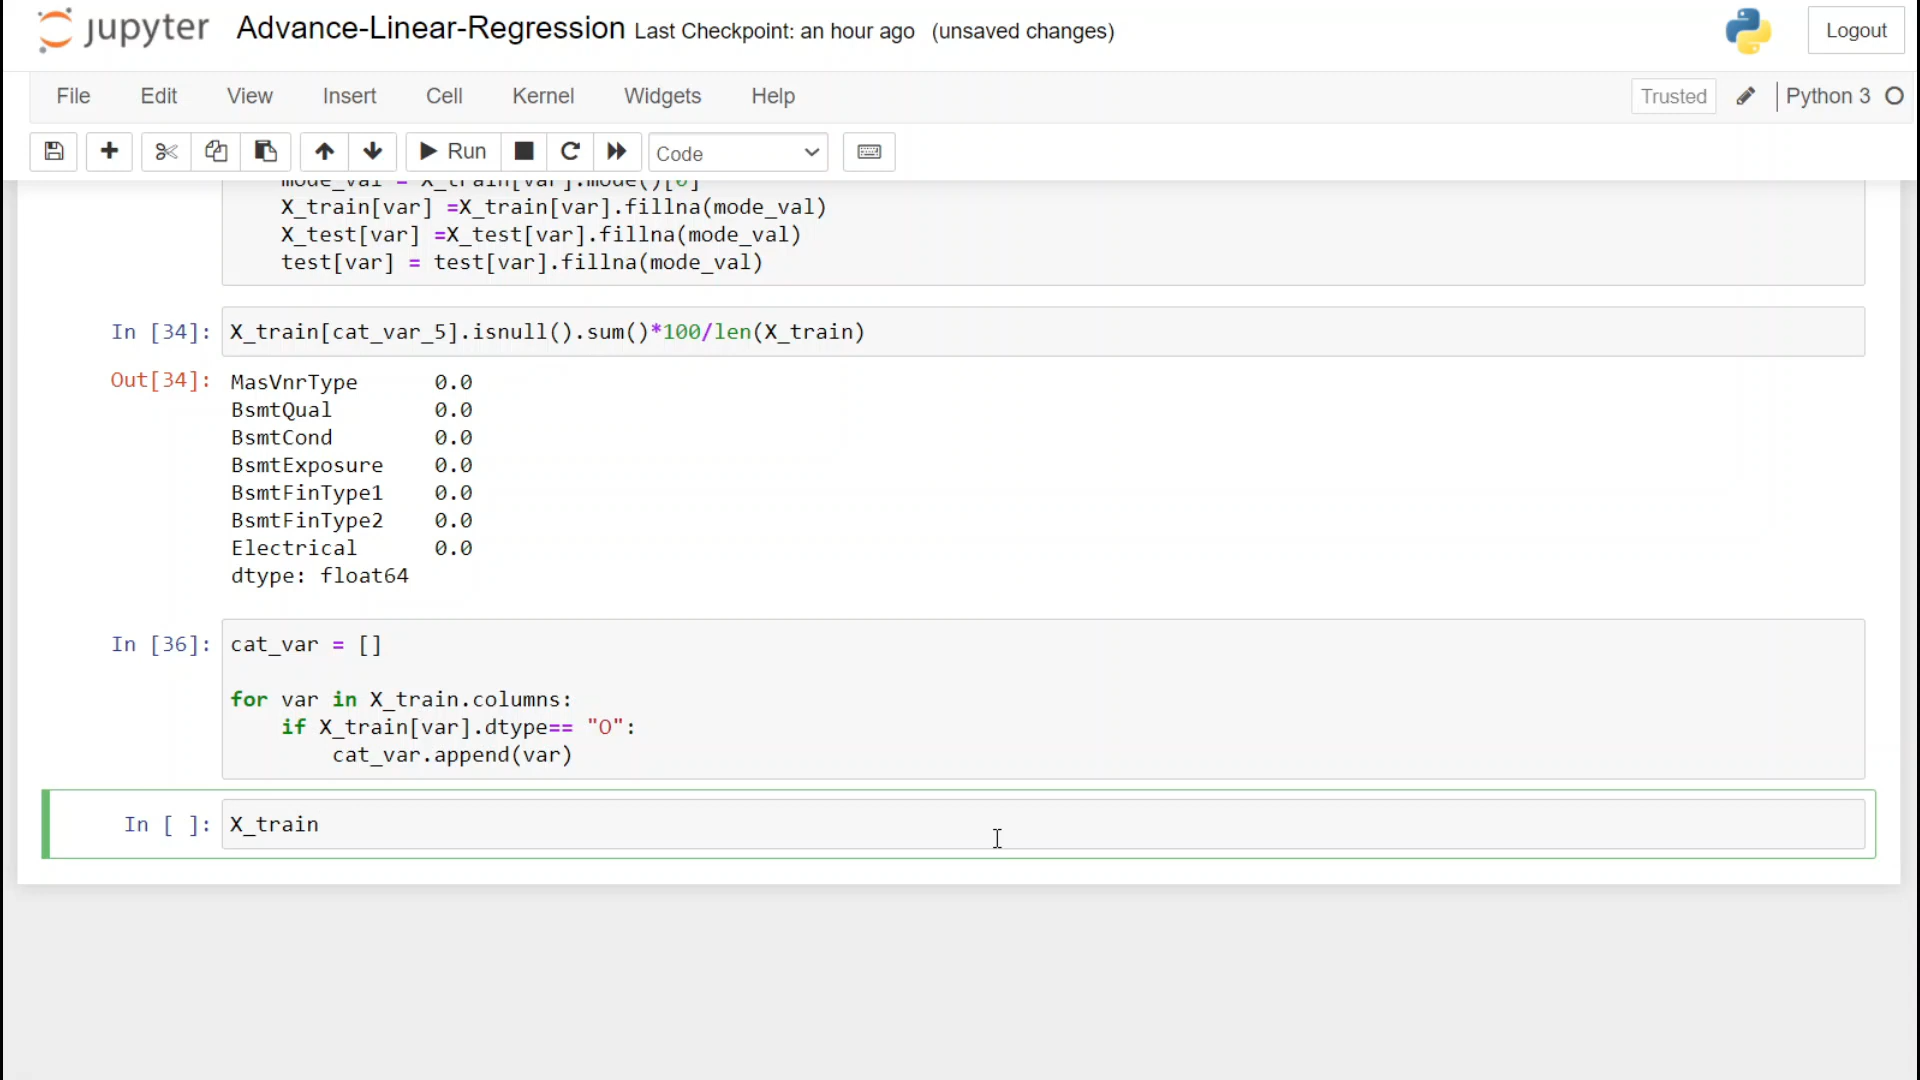 jupyter Advance-Linear-Regression Last Checkpoint: an hour ago (unsaved changes) Logout
File Edit View Insert Cell Kernel Widgets Help Trusted Python 3
Run Code
mode_val = X_train[var].mode()[0]
X_train[var] =X_train[var].fillna(mode_val)
X_test[var] =X_test[var].fillna(mode_val)
test[var] = test[var].fillna(mode_val)
In [34]: X_train[cat_var_5].isnull().sum()*100/len(X_train)
Out[34]: MasVnrType 0.0
BsmtQual 0.0
BsmtCond 0.0
BsmtExposure 0.0
BsmtFinType1 0.0
BsmtFinType2 0.0
Electrical 0.0
dtype: float64
In [36]: cat_var = []
for var in X_train.columns:
if X_train[var].dtype== "O":
cat_var.append(var)
In [ ]: X_train